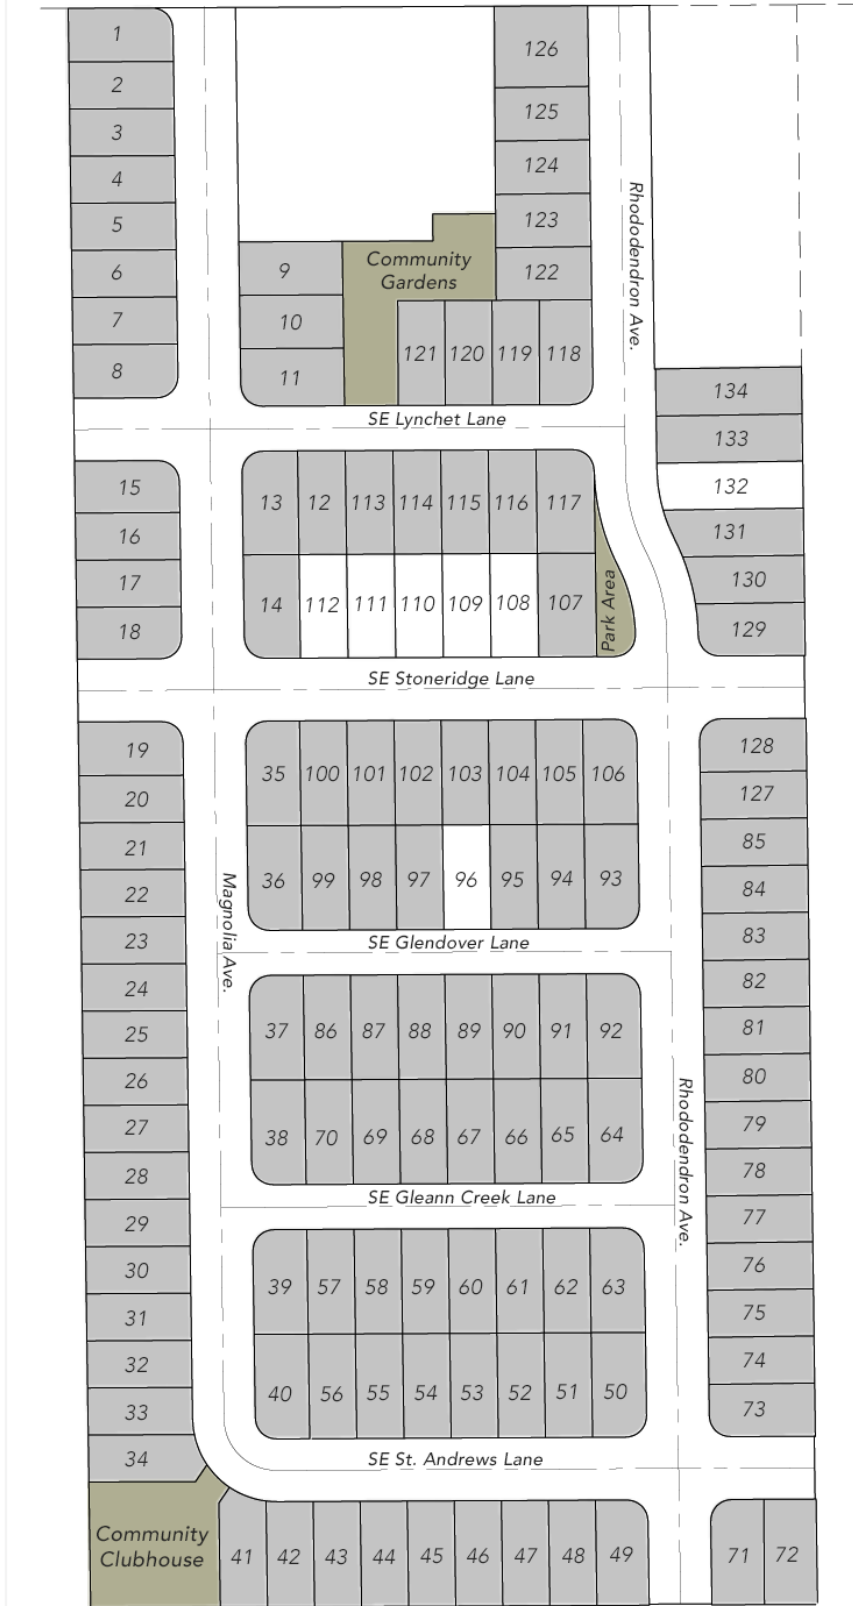 1
2
3
4
5
6
7
8
126
125
124
123
122
Community
Gardens
9
10
11
121 120 119 118
Rhododendron Ave.
134
133
132
131
130
129
SE Lynchet Lane
15
16
17
18
13 12 113 114 115 116 117
14 112 111 110 109 108 107
Park Area
SE Stoneridge Lane
19
20
21
22
23
24
25
26
27
28
29
30
31
32
33
34
35 100 101 102 103 104 105 106
36 99 98 97 96 95 94 93
Magnolia Ave.
SE Glendover Lane
37 86 87 88 89 90 91 92
38 70 69 68 67 66 65 64
SE Gleann Creek Lane
39 57 58 59 60 61 62 63
40 56 55 54 53 52 51 50
SE St. Andrews Lane
Rhododendron Ave.
128
127
85
84
83
82
81
80
79
78
77
76
75
74
73
Community
Clubhouse
41 42 43 44 45 46 47 48 49
71 72